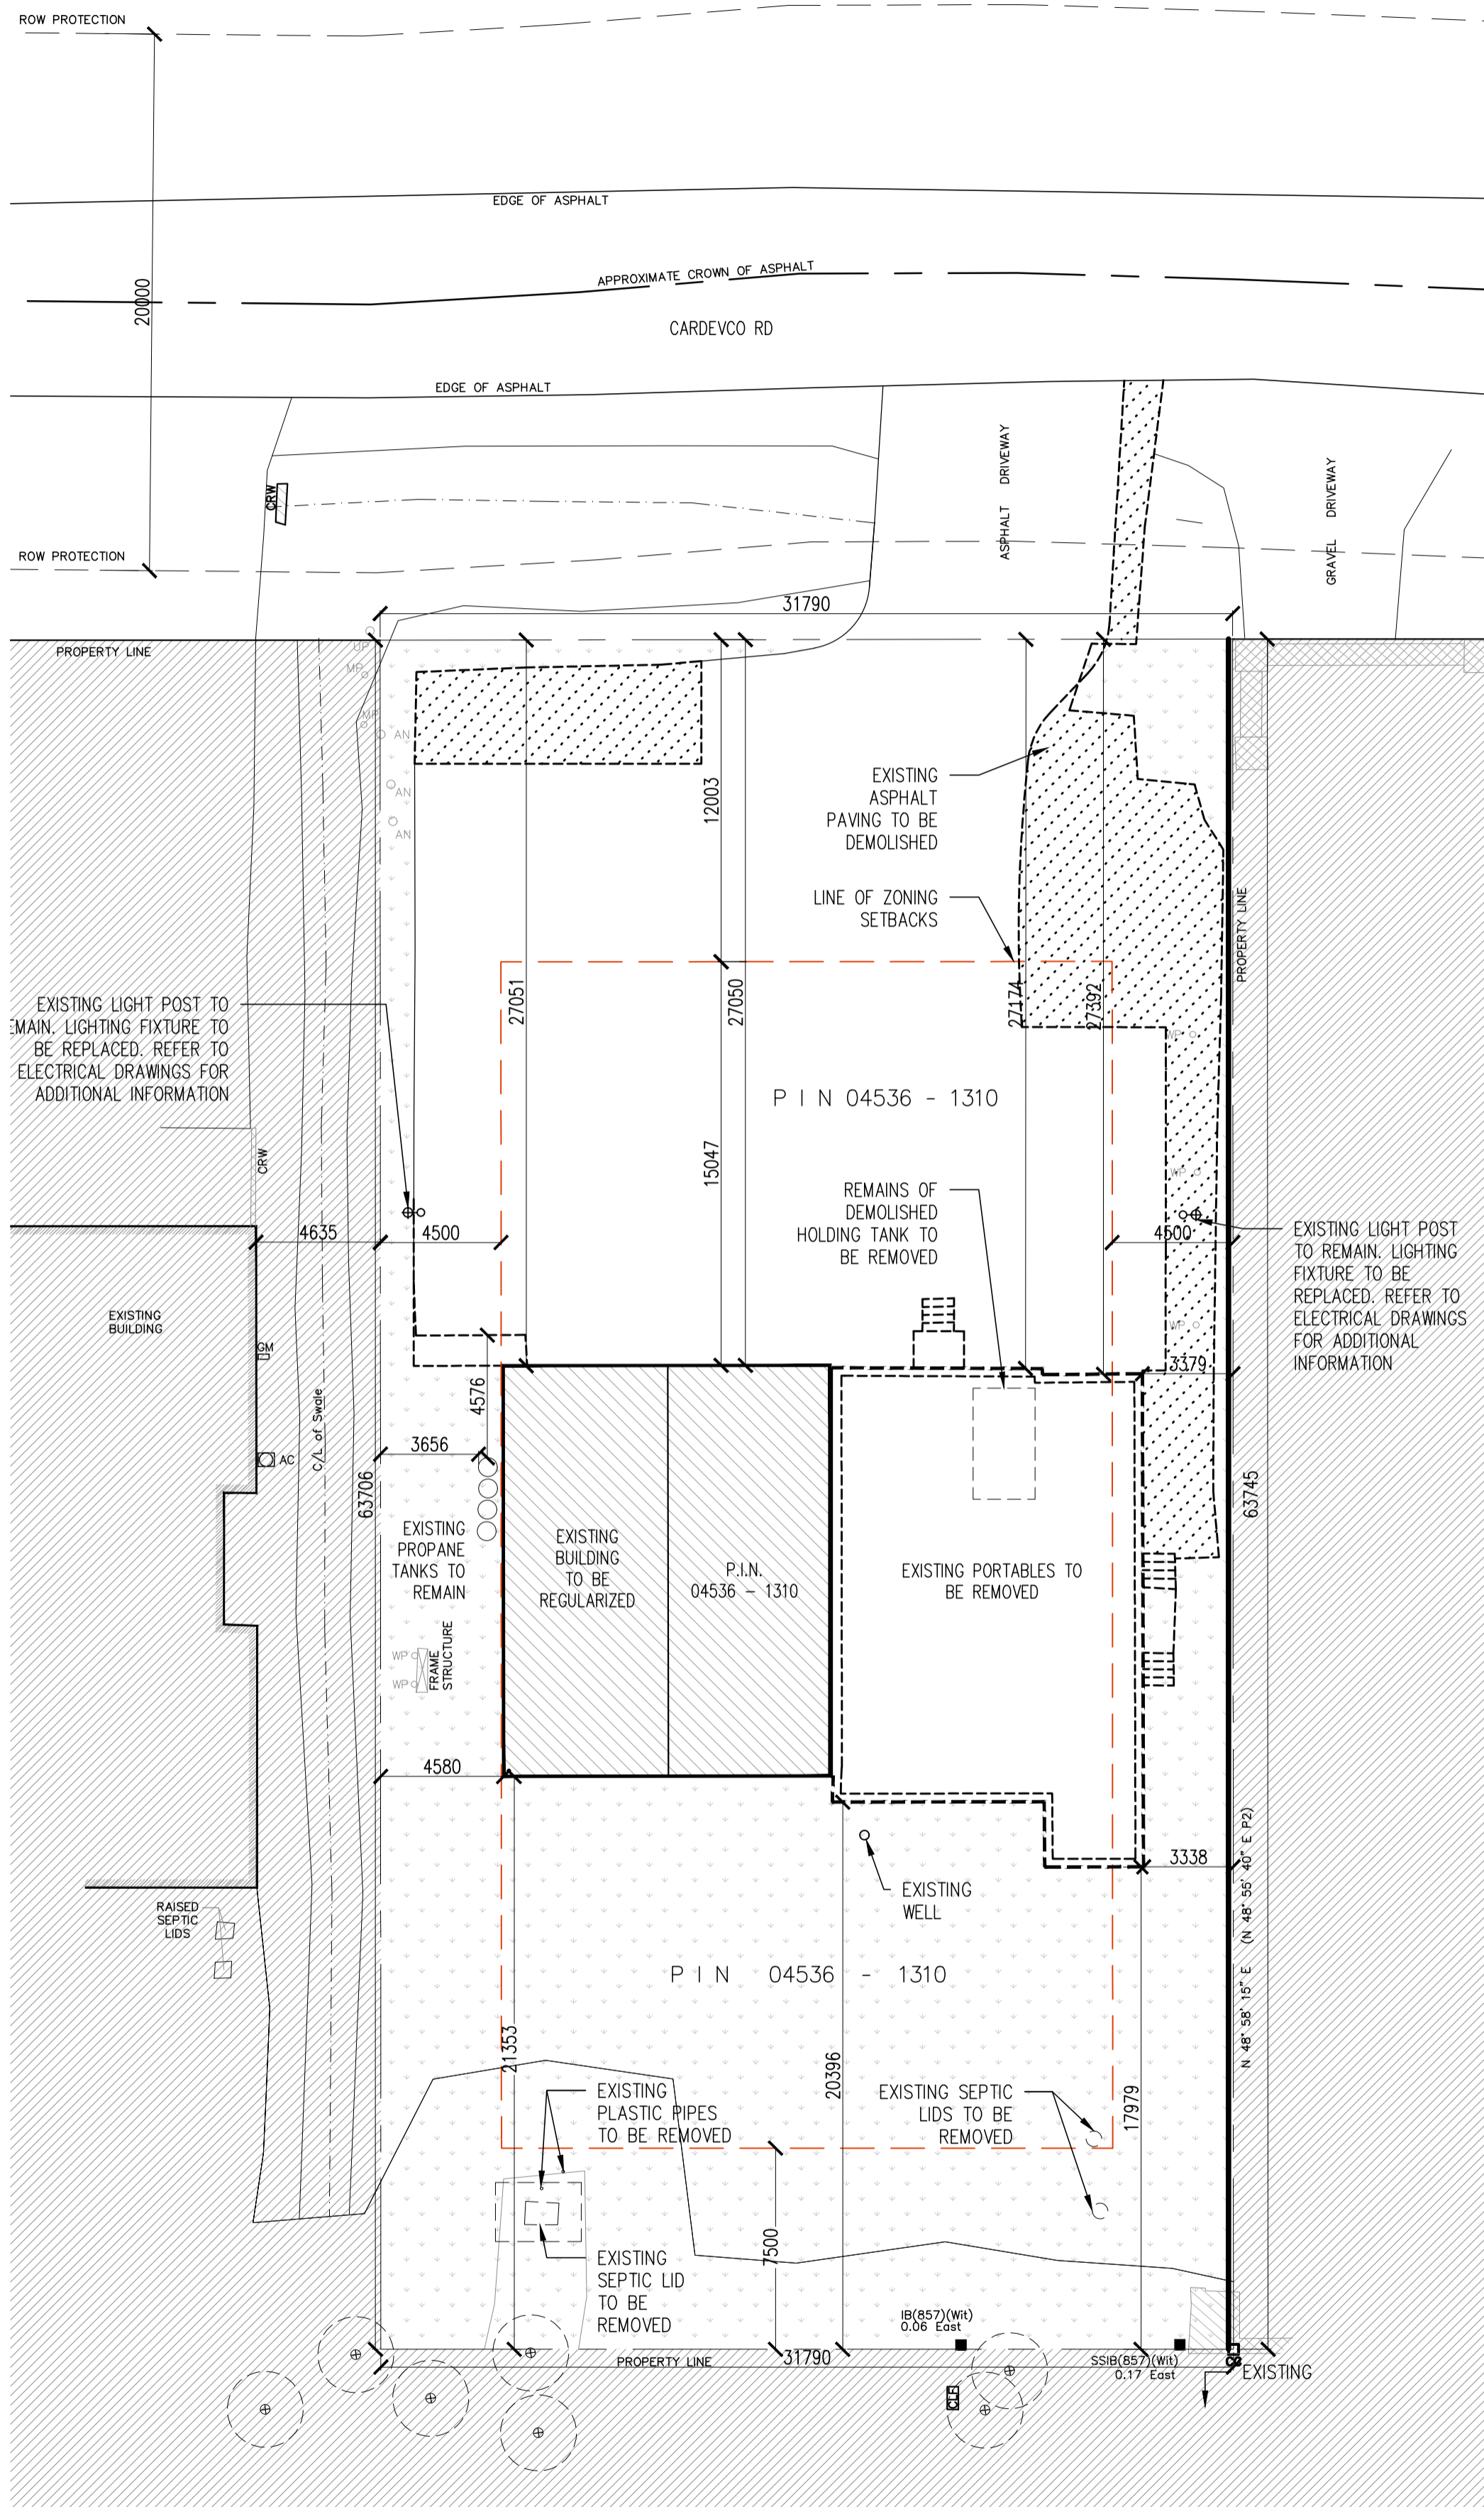 ROW PROTECTION
EDGE OF ASPHALT
APPROXIMATE CROWN OF ASPHALT
20000
CARDEVCO RD
EDGE OF ASPHALT
ASPHALT DRIVEWAY
GRAVEL DRIVEWAY
CRW
ROW PROTECTION
31790
PROPERTY LINE
UP
MP
MP
AN
AN
AN
12003
EXISTING
ASPHALT
PAVING TO BE
DEMOLISHED
LINE OF ZONING
SETBACKS
PROPERTY LINE
27051
27050
27174
27392
EXISTING LIGHT POST TO
EMAIN. LIGHTING FIXTURE TO
BE REPLACED. REFER TO
ELECTRICAL DRAWINGS FOR
ADDITIONAL INFORMATION
WP
P I N 04536 - 1310
CRW
15047
WP
REMAINS OF
DEMOLISHED
HOLDING TANK TO
BE REMOVED
4635
4500
4500
EXISTING LIGHT POST
TO REMAIN. LIGHTING
FIXTURE TO BE
REPLACED. REFER TO
ELECTRICAL DRAWINGS
FOR ADDITIONAL
INFORMATION
EXISTING
BUILDING
WP
GM
3379
4576
C/L of Swale
3656
AC
63706
63745
EXISTING
PROPANE
TANKS TO
REMAIN
EXISTING
BUILDING
TO BE
REGULARIZED
P.I.N.
04536 - 1310
EXISTING PORTABLES TO
BE REMOVED
WP
WP
FRAME
STRUCTURE
4580
3338
N 48° 58' 15" E (N 48° 55' 40" E P2)
RAISED
SEPTIC
LIDS
EXISTING
WELL
P I N 04536 - 1310
21353
20396
17979
EXISTING
PLASTIC PIPES
TO BE REMOVED
EXISTING SEPTIC
LIDS TO BE
REMOVED
7500
EXISTING
SEPTIC LID
TO BE
REMOVED
IB(857)(Wit)
0.06 East
PROPERTY LINE
31790
SSIB(857)(Wit)
0.17 East
EXISTING
CLF